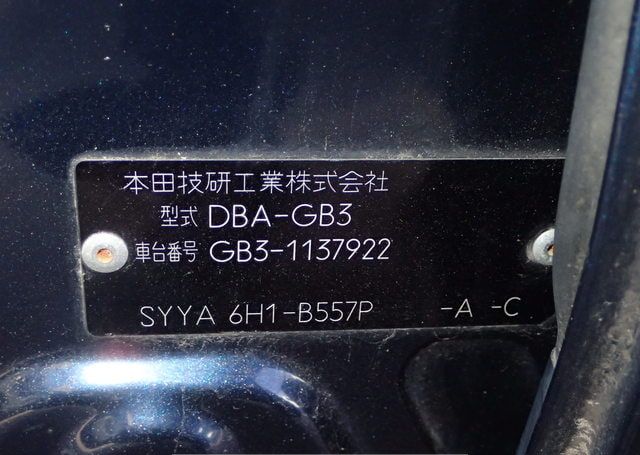 本田技研工業株式会社
型式 DBA-GB3
車台番号 GB3-1137922
SYYA 6H1-B557P -A -C